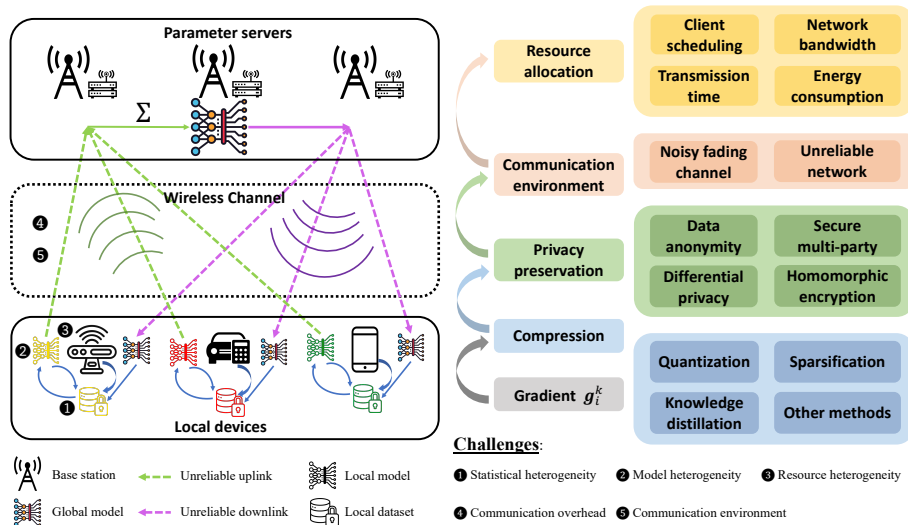 Parameter servers
Σ
Wireless Channel
❹
❺
❷
❸
❶
Local devices
Base station
Unreliable uplink
Local model
Global model
Unreliable downlink
Local dataset
Resource
allocation
Communication
environment
Privacy
preservation
Compression
Gradient g_i^k
Client
scheduling
Network
bandwidth
Transmission
time
Energy
consumption
Noisy fading
channel
Unreliable
network
Data
anonymity
Secure
multi-party
Differential
privacy
Homomorphic
encryption
Quantization
Sparsification
Knowledge
distillation
Other methods
Challenges:
❶ Statistical heterogeneity
❷ Model heterogeneity
❸ Resource heterogeneity
❹ Communication overhead
❺ Communication environment